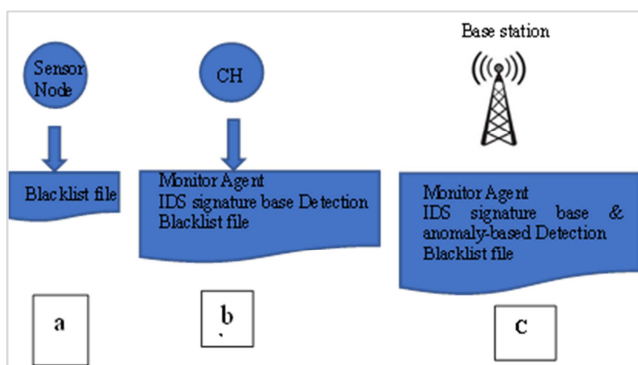 Sensor
Node
CH
Base station
Blacklist file
Monitor Agent
IDS signature base Detection
Blacklist file
Monitor Agent
IDS signature base &
anomaly-based Detection
Blacklist file
a
b
c